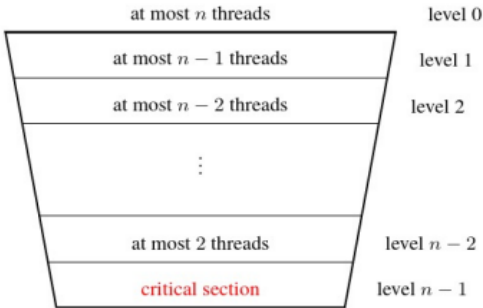 at most n threads level 0
at most n − 1 threads level 1
at most n − 2 threads level 2
⋮
at most 2 threads level n − 2
critical section level n − 1